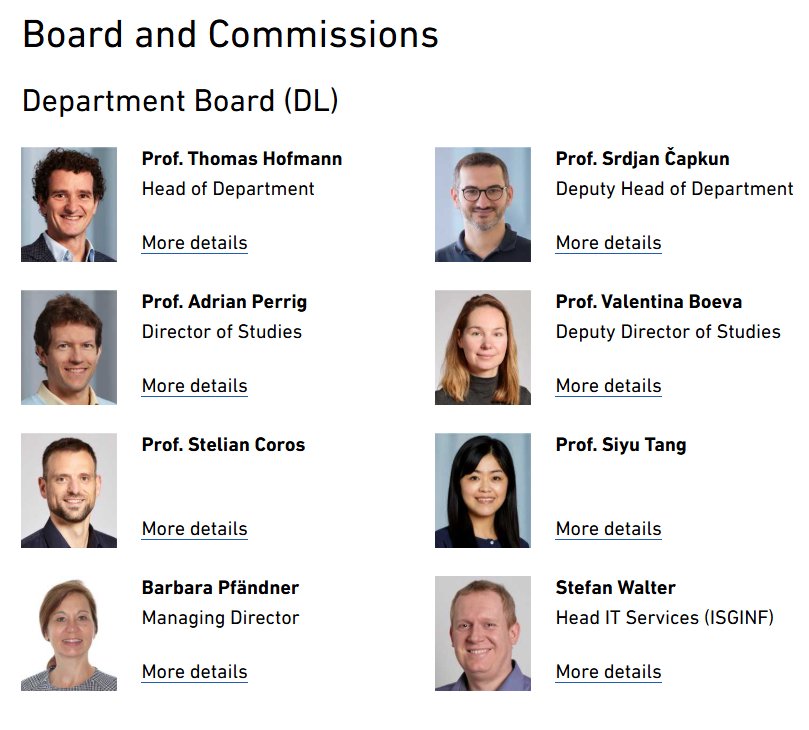 Board and Commissions
Department Board (DL)
Prof. Thomas Hofmann
Head of Department
More details
Prof. Srdjan Čapkun
Deputy Head of Department
More details
Prof. Adrian Perrig
Director of Studies
More details
Prof. Valentina Boeva
Deputy Director of Studies
More details
Prof. Stelian Coros
More details
Prof. Siyu Tang
More details
Barbara Pfändner
Managing Director
More details
Stefan Walter
Head IT Services (ISGINF)
More details